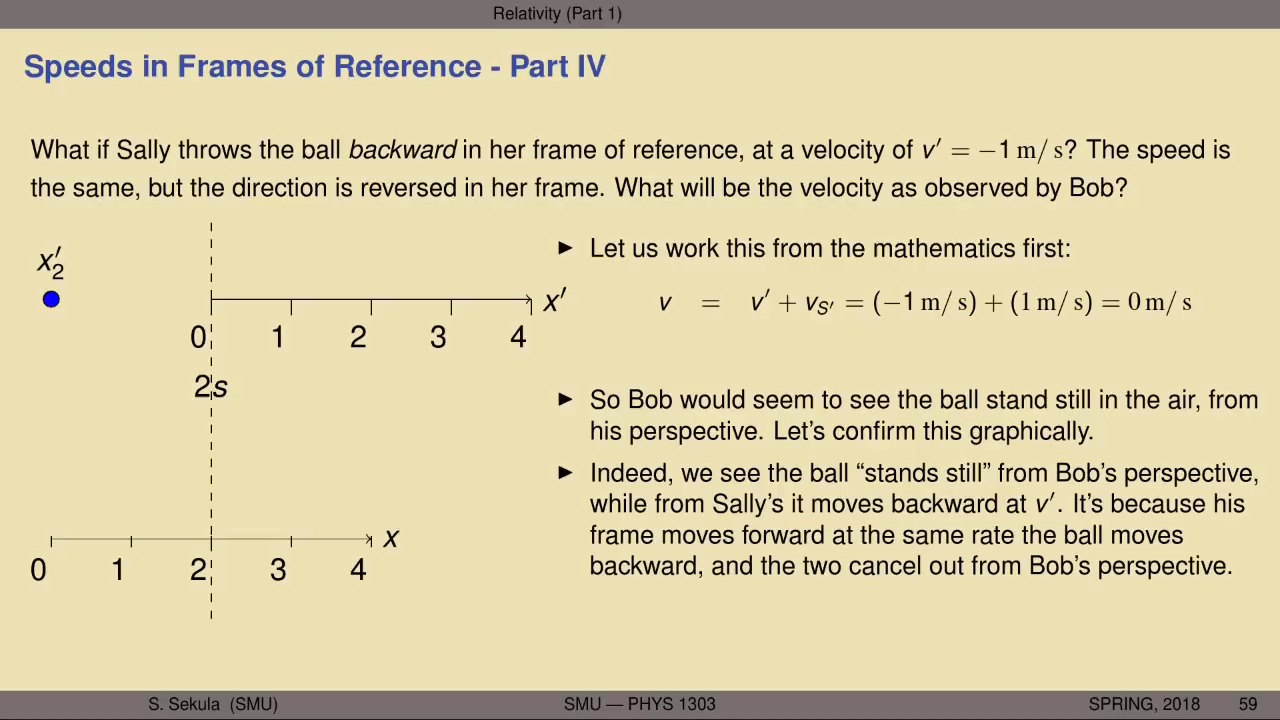 Relativity (Part 1)
Speeds in Frames of Reference - Part IV
What if Sally throws the ball backward in her frame of reference, at a velocity of v′ = −1 m/s? The speed is
the same, but the direction is reversed in her frame. What will be the velocity as observed by Bob?
x′₂
x′
0 1 2 3 4
2s
x
0 1 2 3 4
► Let us work this from the mathematics first:
v = v′ + v_S′ = (−1 m/s) + (1 m/s) = 0 m/s
► So Bob would seem to see the ball stand still in the air, from
his perspective. Let's confirm this graphically.
► Indeed, we see the ball “stands still” from Bob's perspective,
while from Sally's it moves backward at v′. It's because his
frame moves forward at the same rate the ball moves
backward, and the two cancel out from Bob's perspective.
S. Sekula (SMU) SMU — PHYS 1303 SPRING, 2018 59